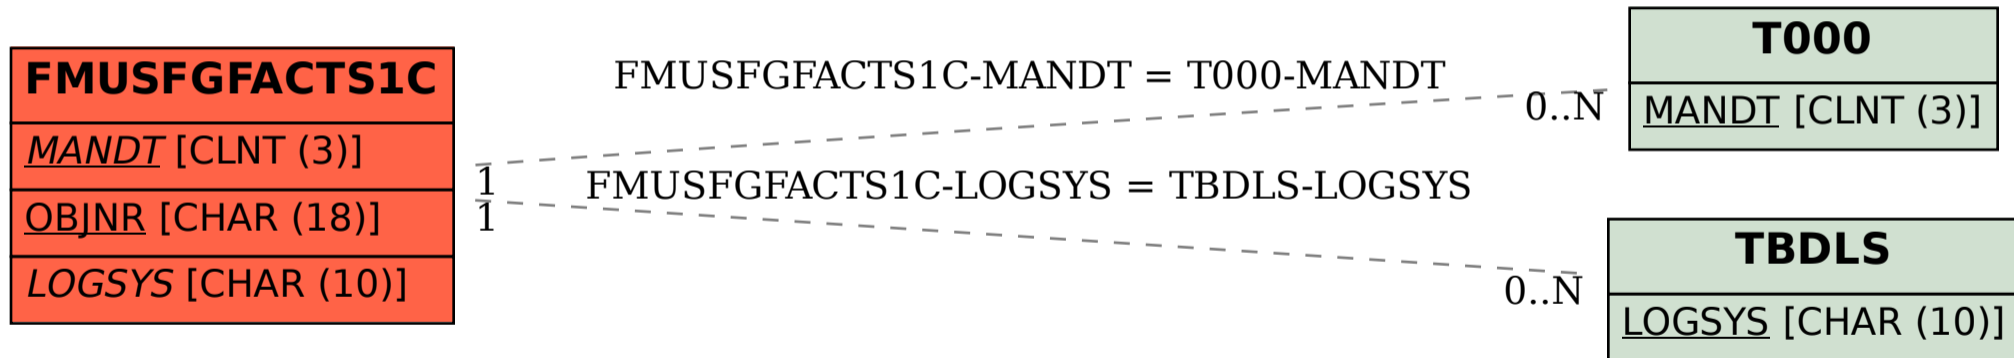 FMUSFGFACTS1C
MANDT [CLNT (3)]
OBJNR [CHAR (18)]
LOGSYS [CHAR (10)]
FMUSFGFACTS1C-MANDT = T000-MANDT
1
0..N
FMUSFGFACTS1C-LOGSYS = TBDLS-LOGSYS
1
0..N
T000
MANDT [CLNT (3)]
TBDLS
LOGSYS [CHAR (10)]